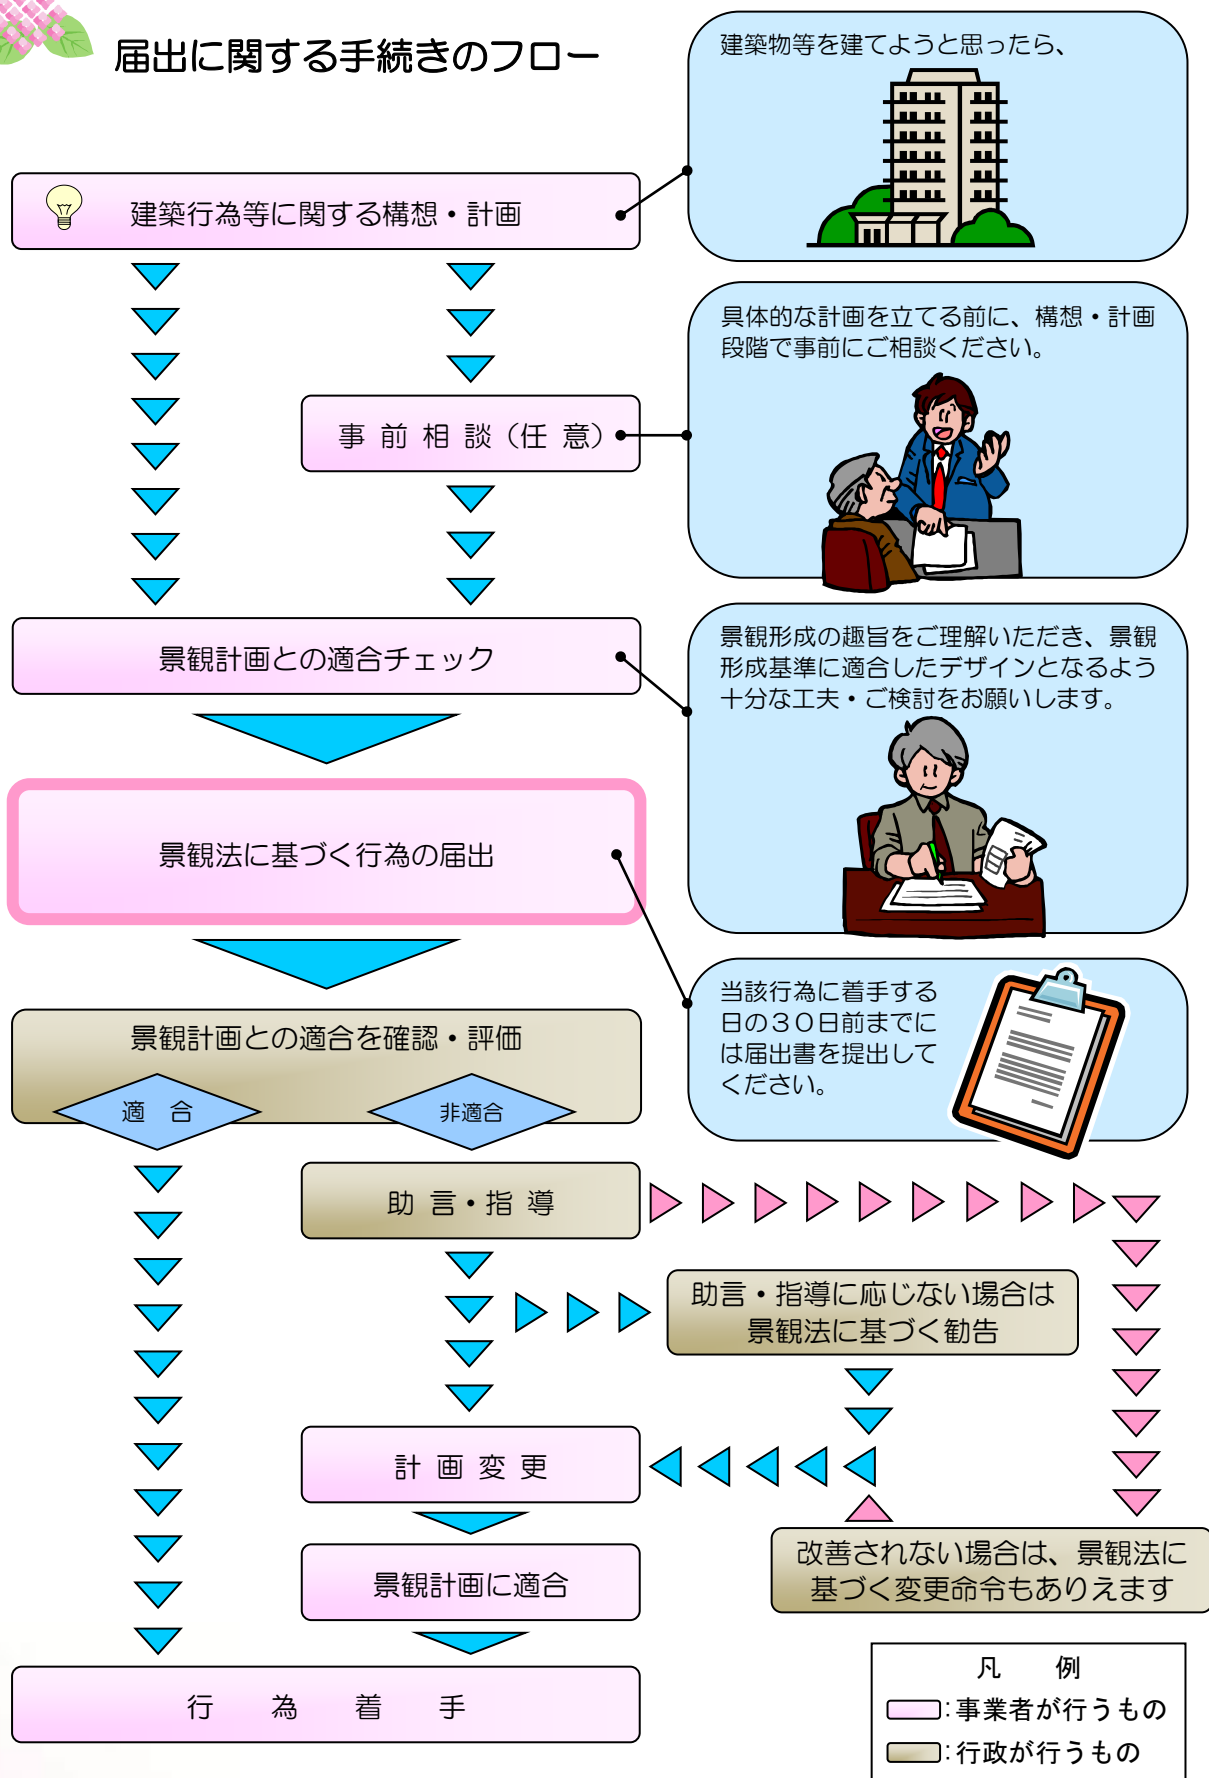 届出に関する手続きのフロー
建築物等を建てようと思ったら、
建築行為等に関する構想・計画
具体的な計画を立てる前に、構想・計画
段階で事前にご相談ください。
事前相談（任意）
景観計画との適合チェック
景観形成の趣旨をご理解いただき、景観
形成基準に適合したデザインとなるよう
十分な工夫・ご検討をお願いします。
景観法に基づく行為の届出
当該行為に着手する
日の３０日前までに
は届出書を提出して
ください。
景観計画との適合を確認・評価
適　合
非適合
助言・指導
助言・指導に応じない場合は
景観法に基づく勧告
計画変更
改善されない場合は、景観法に
基づく変更命令もありえます
景観計画に適合
行為着手
凡　例
：事業者が行うもの
：行政が行うもの